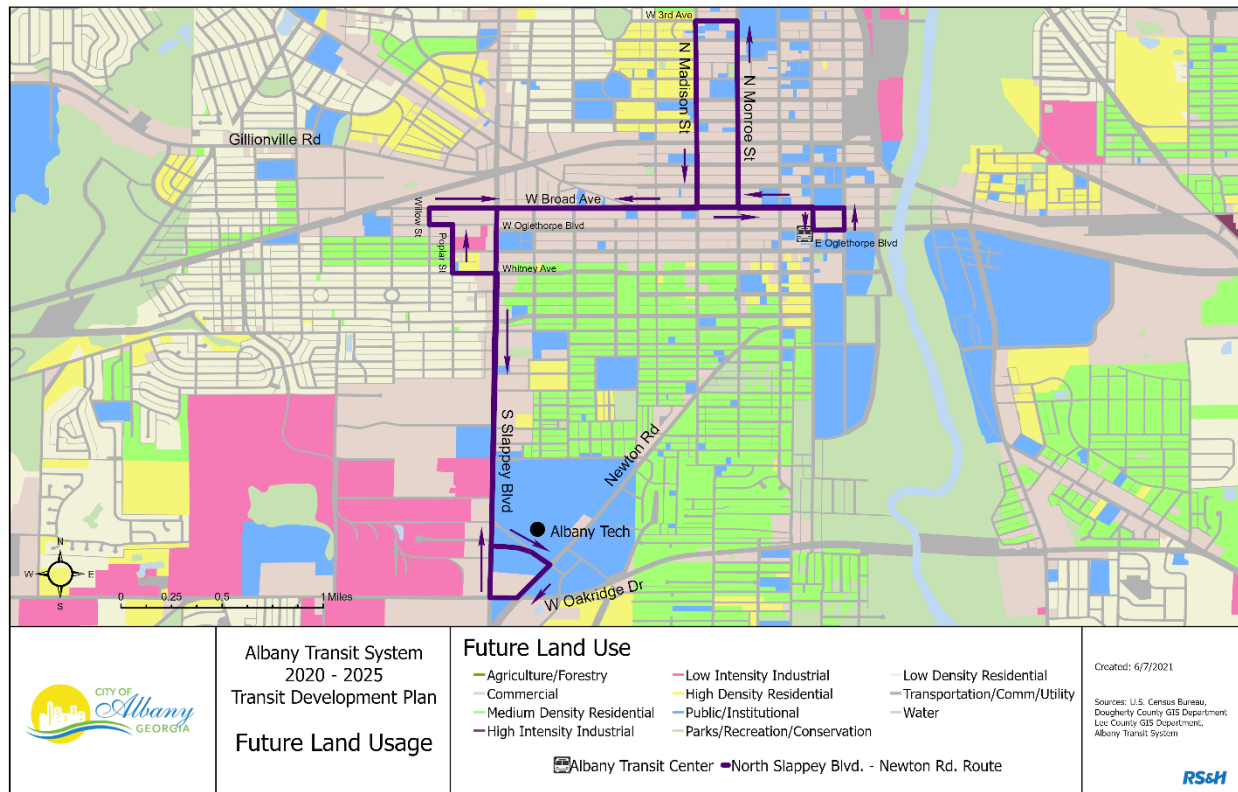 W 3rd Ave
N Madison St
N Monroe St
Gillionville Rd
W Broad Ave
Willow St
W Oglethorpe Blvd
Poplar St
E Oglethorpe Blvd
Whitney Ave
S Slappey Blvd
Newton Rd
Albany Tech
W Oakridge Dr
N
W E
S
0 0.25 0.5 1 Miles
CITY OF
Albany
GEORGIA
Albany Transit System
2020 - 2025
Transit Development Plan
Future Land Usage
Future Land Use
Agriculture/Forestry
Commercial
Medium Density Residential
High Intensity Industrial
Low Intensity Industrial
High Density Residential
Public/Institutional
Parks/Recreation/Conservation
Low Density Residential
Transportation/Comm/Utility
Water
Albany Transit Center North Slappey Blvd. - Newton Rd. Route
Created: 6/7/2021
Sources: U.S. Census Bureau,
Dougherty County GIS Department
Lee County GIS Department,
Albany Transit System
RS&H